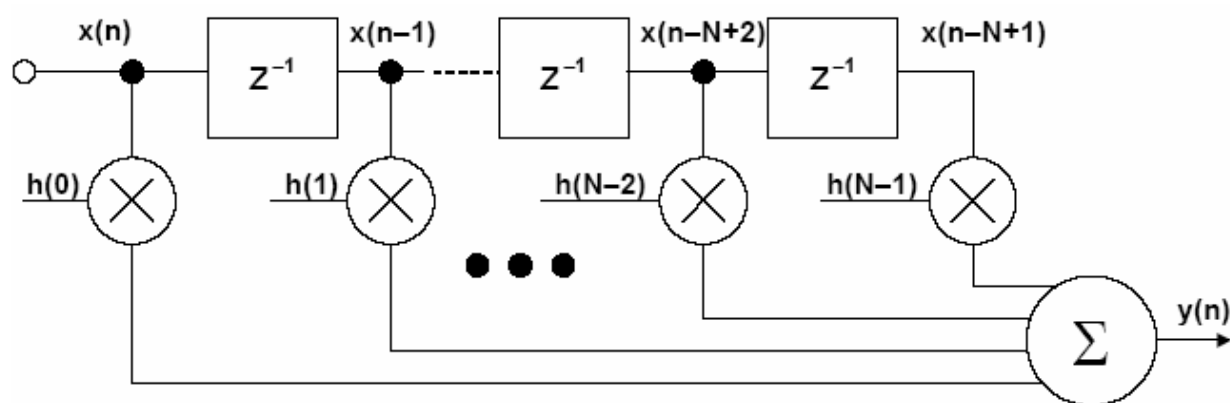 x(n) x(n–1) x(n–N+2) x(n–N+1)
Z⁻¹ Z⁻¹ Z⁻¹
h(0) h(1) h(N–2) h(N–1)
y(n)
Σ